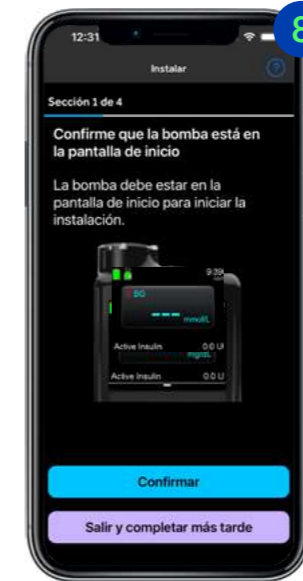 8
12:31
Instalar
?
Sección 1 de 4
Confirme que la bomba está en
la pantalla de inicio
La bomba debe estar en la
pantalla de inicio para iniciar la
instalación.
9:39
BG
--- mmol/L
Active Insulin 0.0 U
mg/dL
Active Insulin 0.0 U
Confirmar
Salir y completar más tarde